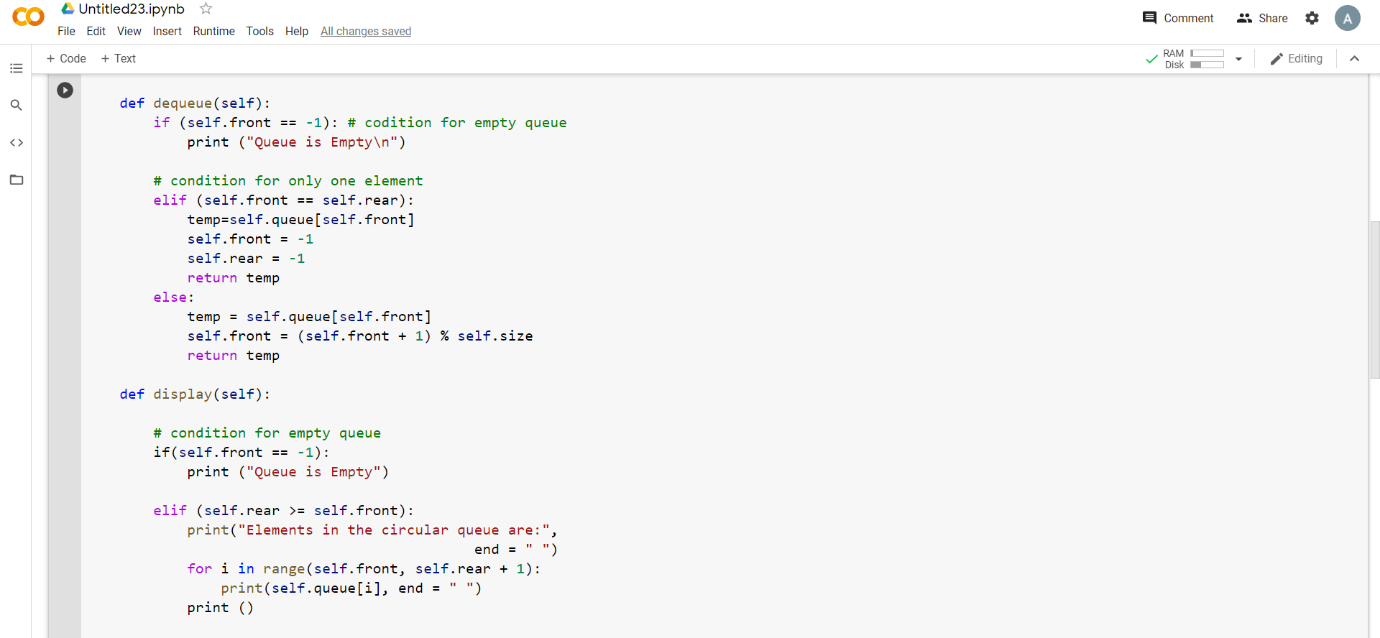 Untitled23.ipynb
File Edit View Insert Runtime Tools Help All changes saved
Comment Share A
+ Code + Text
RAM
Disk
Editing
def dequeue(self):
    if (self.front == -1): # codition for empty queue
        print ("Queue is Empty\n")
    # condition for only one element
    elif (self.front == self.rear):
        temp=self.queue[self.front]
        self.front = -1
        self.rear = -1
        return temp
    else:
        temp = self.queue[self.front]
        self.front = (self.front + 1) % self.size
        return temp
def display(self):
    # condition for empty queue
    if(self.front == -1):
        print ("Queue is Empty")
    elif (self.rear >= self.front):
        print("Elements in the circular queue are:",
                                          end = " ")
        for i in range(self.front, self.rear + 1):
            print(self.queue[i], end = " ")
        print ()